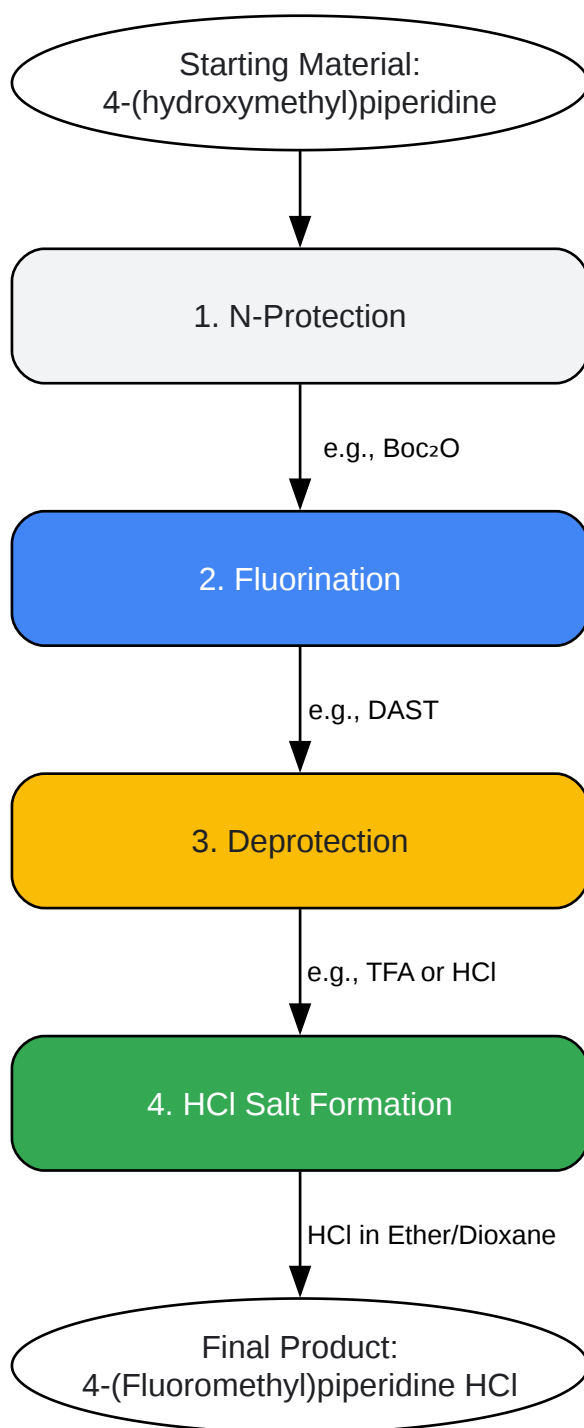 Starting Material:
4-(hydroxymethyl)piperidine
1. N-Protection
e.g., Boc₂O
2. Fluorination
e.g., DAST
3. Deprotection
e.g., TFA or HCl
4. HCl Salt Formation
HCl in Ether/Dioxane
Final Product:
4-(Fluoromethyl)piperidine HCl